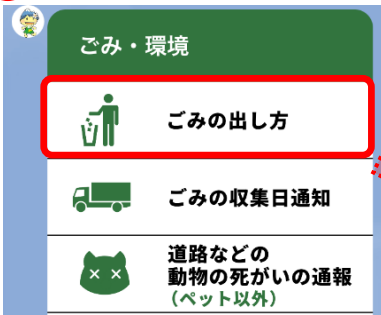 ごみ・環境
ごみの出し方
ごみの収集日通知
道路などの
動物の死がいの通報
（ペット以外）